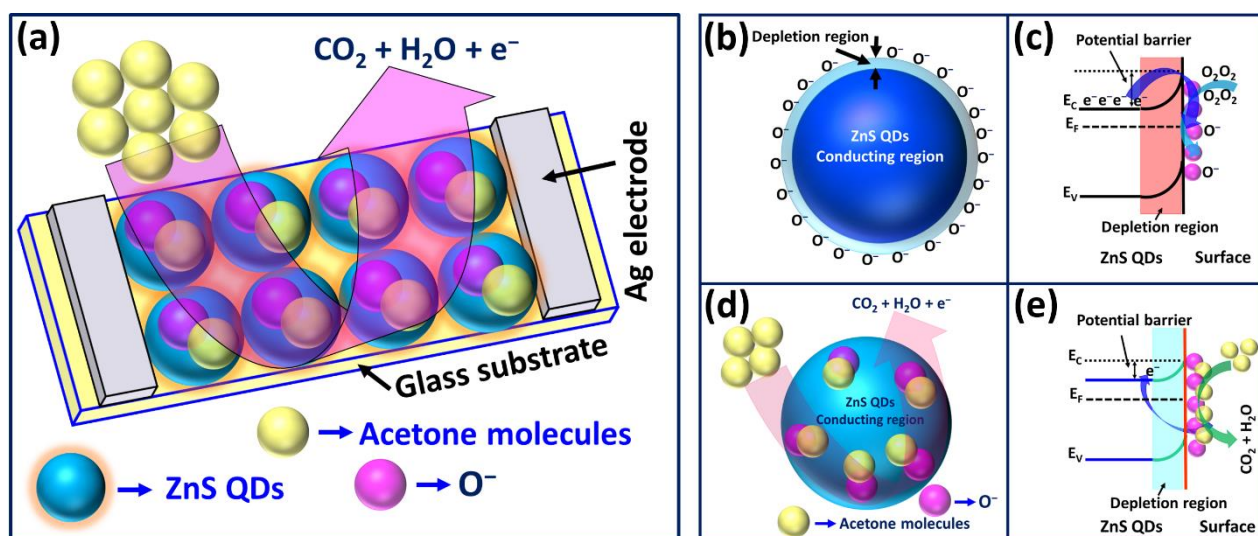 (a)
CO₂ + H₂O + e⁻
Ag electrode
Glass substrate
Acetone molecules
ZnS QDs
O⁻
(b)
Depletion region
O⁻ O⁻ O⁻ O⁻ O⁻ O⁻ O⁻ O⁻ O⁻ O⁻ O⁻ O⁻ O⁻ O⁻ O⁻ O⁻ O⁻ O⁻ O⁻ O⁻ O⁻ O⁻ O⁻
ZnS QDs
Conducting region
(c)
Potential barrier
O₂O₂
O₂O₂
E_C e⁻e⁻e⁻ e⁻
E_F
O⁻
O⁻
E_V
Depletion region
ZnS QDs Surface
(d)
CO₂ + H₂O + e⁻
ZnS QDs
Conducting region
O⁻
Acetone molecules
(e)
Potential barrier
E_C
e⁻
E_F
E_V
CO₂ + H₂O
Depletion region
ZnS QDs Surface